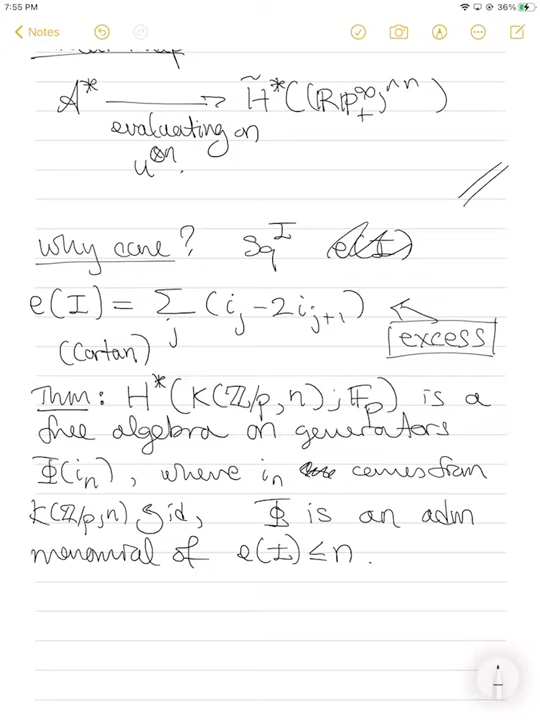 7:55 PM 36%
Notes
A* → H̃*((RP₊^∞)^∧n)
evaluating on
u^⊗n.
why care? Sq^I e(I)
e(I) = Σ_j (i_j - 2i_{j+1})
excess
(Cartan)
Thm: H*(K(ℤ/p, n); 𝔽_p) is a
free algebra on generators
Φ(i_n), where i_n comes from
K(ℤ/p, n) ↺ id, Φ is an adm
monomial of e(I) ≤ n.